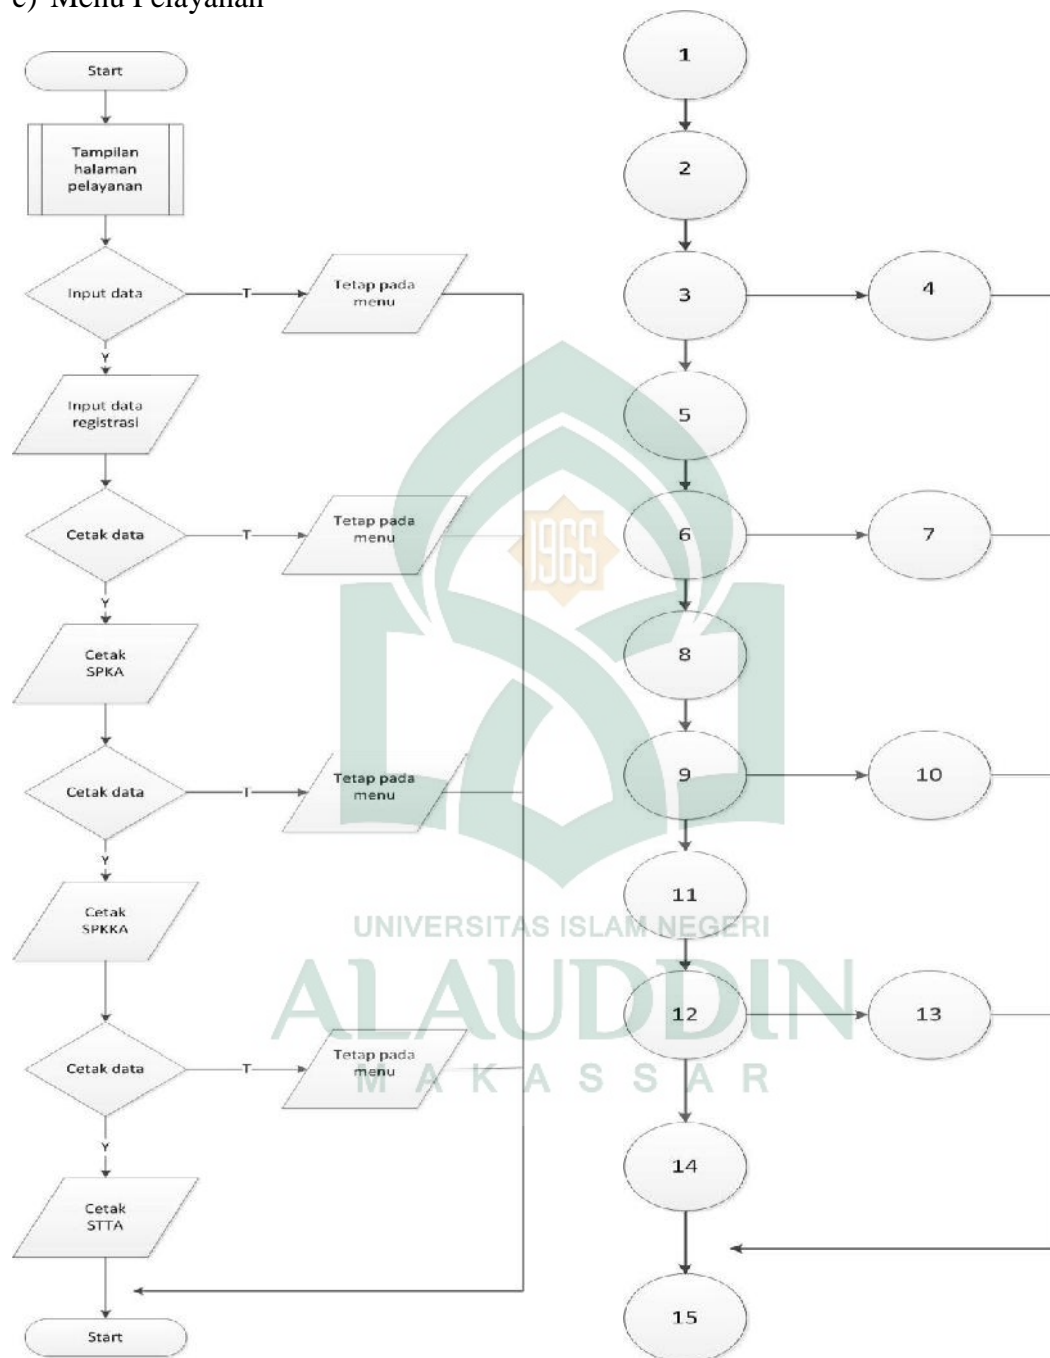 c) Menu Pelayanan
Start
Tampilan
halaman
pelayanan
Input data
T
Tetap pada
menu
Y
Input data
registrasi
Cetak data
T
Tetap pada
menu
Y
Cetak
SPKA
Cetak data
T
Tetap pada
menu
Y
Cetak
SPKKA
Cetak data
T
Tetap pada
menu
Y
Cetak
STTA
Start
1
2
3
4
5
6
7
8
9
10
11
12
13
14
15
1965
UNIVERSITAS ISLAM NEGERI
ALAUDDIN
MAKASSAR